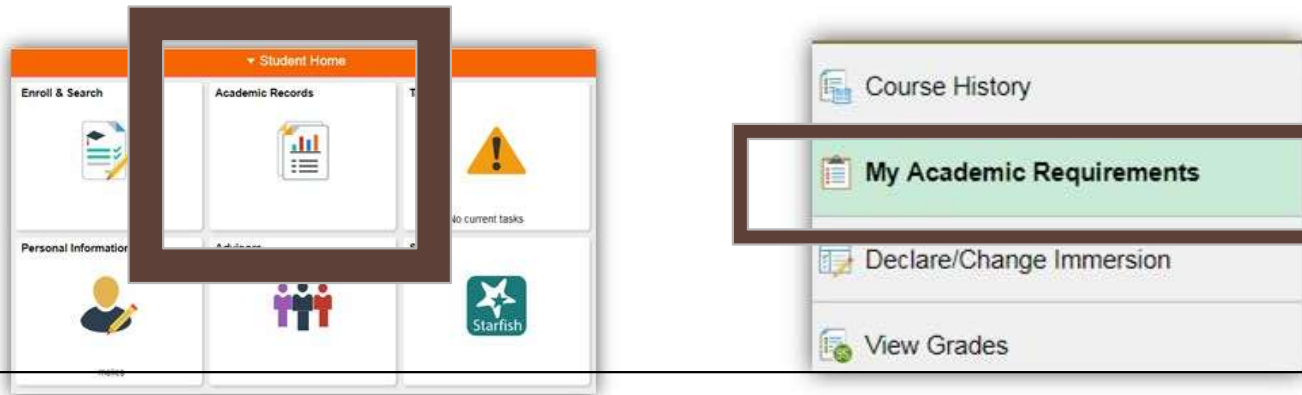 Student Home
Enroll & Search
Academic Records
No current tasks
Personal Information
Starfish
Course History
My Academic Requirements
Declare/Change Immersion
View Grades